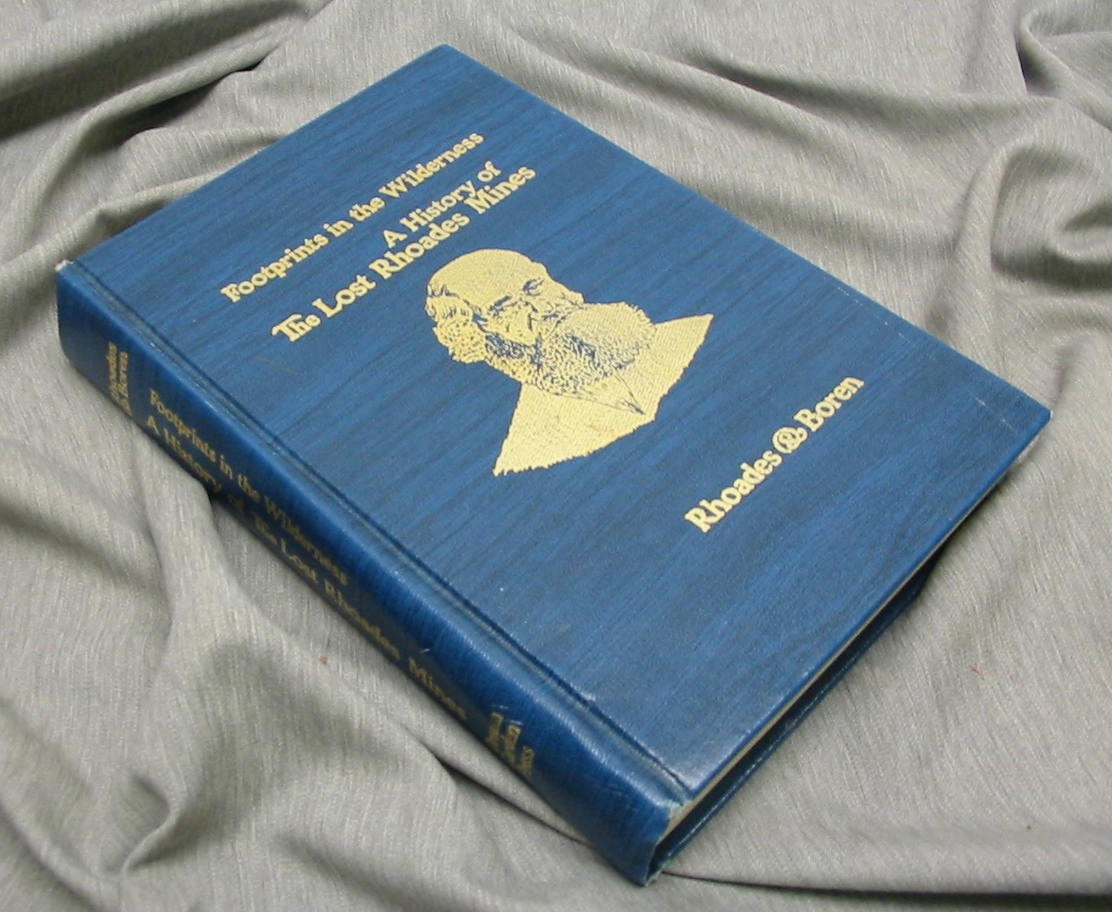 Footprints in the Wilderness
A History of
The Lost Rhoades Mines
Rhoades & Boren
Rhoades
& Boren
Footprints in the Wilderness
A History of The Lost Rhoades Mines